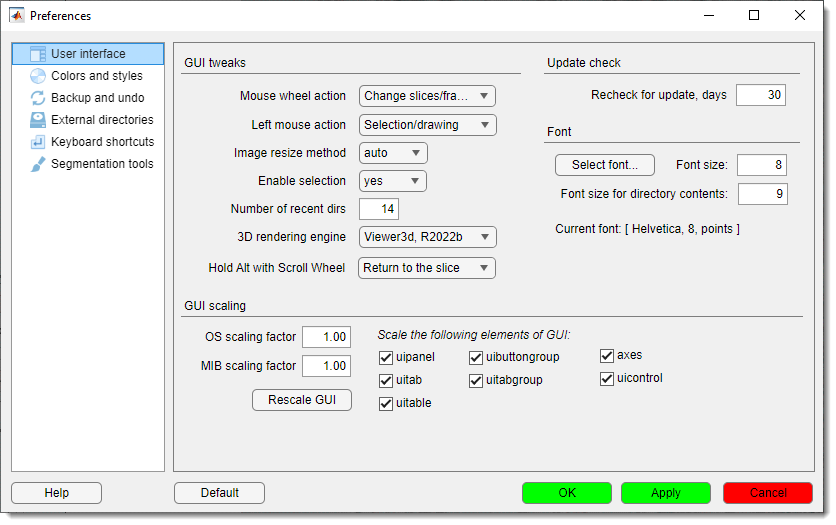 Preferences
User interface
Colors and styles
Backup and undo
External directories
Keyboard shortcuts
Segmentation tools
GUI tweaks
Mouse wheel action Change slices/fra...
Left mouse action Selection/drawing
Image resize method auto
Enable selection yes
Number of recent dirs 14
3D rendering engine Viewer3d, R2022b
Hold Alt with Scroll Wheel Return to the slice
Update check
Recheck for update, days 30
Font
Select font... Font size: 8
Font size for directory contents: 9
Current font: [ Helvetica, 8, points ]
GUI scaling
OS scaling factor 1.00
MIB scaling factor 1.00
Rescale GUI
Scale the following elements of GUI:
uipanel uibuttongroup axes
uitab uitabgroup uicontrol
uitable
Help Default OK Apply Cancel